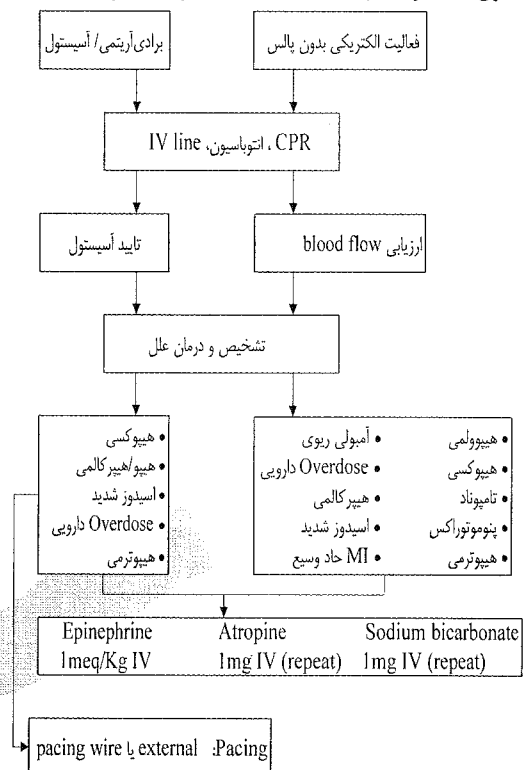 برادی‌آریتمی/ آسیستول
فعالیت الکتریکی بدون پالس
CPR ، انتوباسیون، IV line
تایید آسیستول
ارزیابی blood flow
تشخیص و درمان علل
• هیپوکسی
• هیپو/هیپرکالمی
• اسیدوز شدید
• Overdose دارویی
• هیپوترمی
• هیپوولمی
• هیپوکسی
• تامپوناد
• پنوموتوراکس
• هیپوترمی
• آمبولی ریوی
• Overdose دارویی
• هیپرکالمی
• اسیدوز شدید
• MI حاد وسیع
Epinephrine Atropine Sodium bicarbonate
1meq/Kg IV 1mg IV (repeat) 1mg IV (repeat)
Pacing: external یا pacing wire